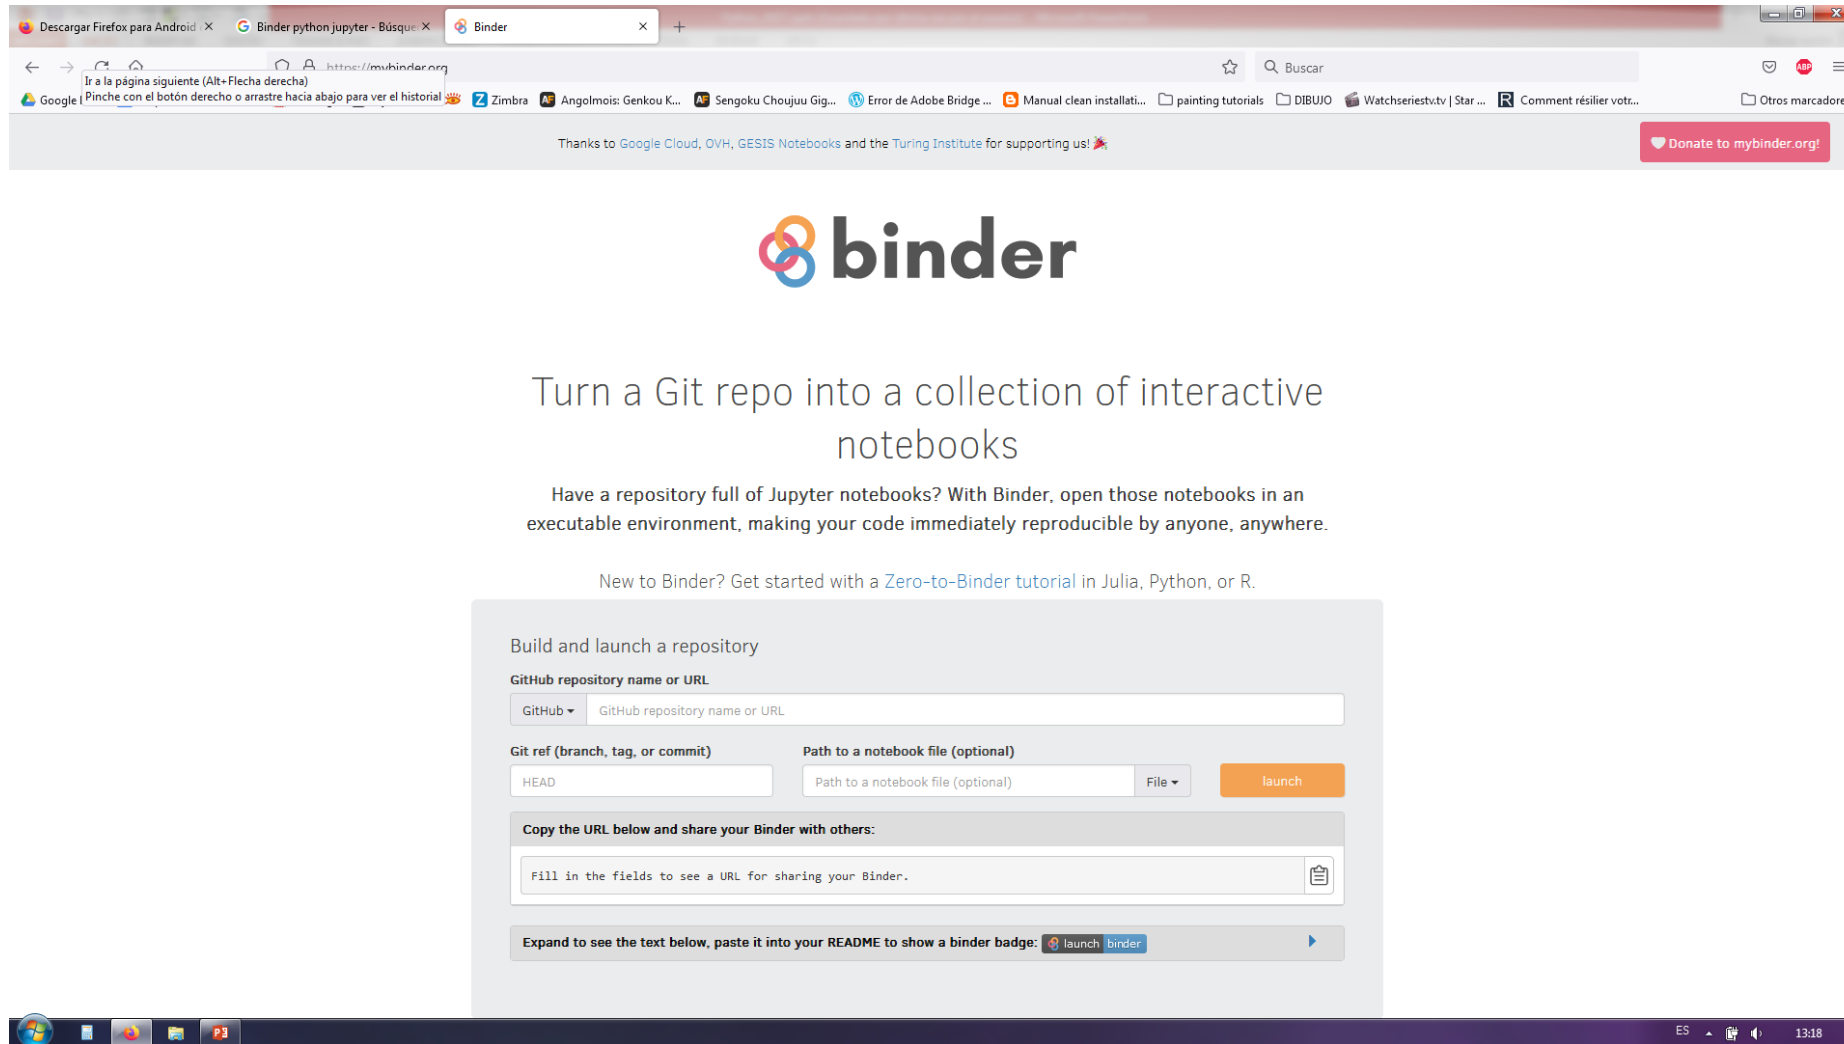 Descargar Firefox para Android
Binder python jupyter - Búsque
Binder
https://mybinder.org
Buscar
Ir a la página siguiente (Alt+Flecha derecha)
Pinche con el botón derecho o arrastre hacia abajo para ver el historial
ABP
Google
Zimbra
Angolmois: Genkou K...
Sengoku Choujuu Gig...
Error de Adobe Bridge ...
Manual clean installati...
painting tutorials
DIBUJO
Watchseriestv.tv | Star ...
Comment résilier votr...
Otros marcadore
Thanks to Google Cloud, OVH, GESIS Notebooks and the Turing Institute for supporting us!
Donate to mybinder.org!
binder
Turn a Git repo into a collection of interactive
notebooks
Have a repository full of Jupyter notebooks? With Binder, open those notebooks in an
executable environment, making your code immediately reproducible by anyone, anywhere.
New to Binder? Get started with a Zero-to-Binder tutorial in Julia, Python, or R.
Build and launch a repository
GitHub repository name or URL
GitHub
GitHub repository name or URL
Git ref (branch, tag, or commit)
Path to a notebook file (optional)
HEAD
Path to a notebook file (optional)
File
launch
Copy the URL below and share your Binder with others:
Fill in the fields to see a URL for sharing your Binder.
Expand to see the text below, paste it into your README to show a binder badge: launch binder
ES
13:18